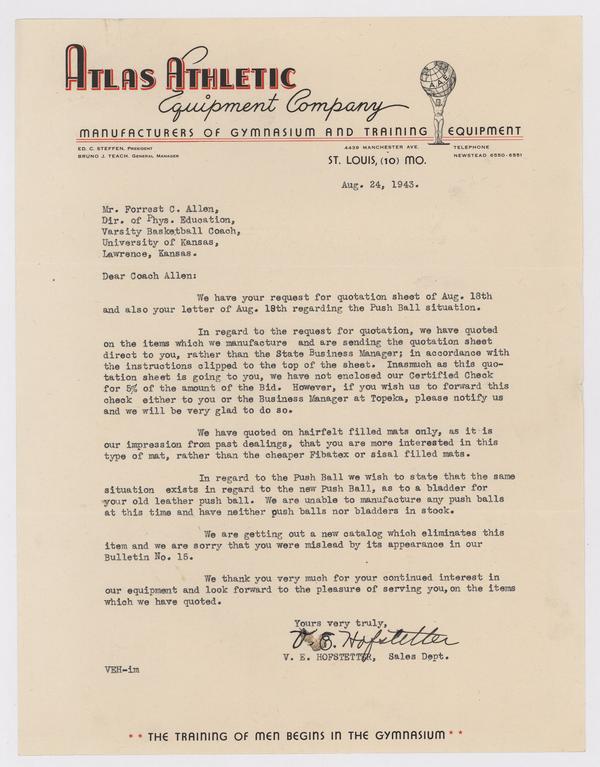 ATLAS ATHLETIC
Equipment Company
MANUFACTURERS OF GYMNASIUM AND TRAINING EQUIPMENT
ED. C. STEFFEN, PRESIDENT
BRUNO J. TEACH, GENERAL MANAGER
4439 MANCHESTER AVE.
ST. LOUIS, (10) MO.
TELEPHONE
NEWSTEAD 6550-6551
Aug. 24, 1943.
Mr. Forrest C. Allen,
Dir. of Phys. Education,
Varsity Basketball Coach,
University of Kansas,
Lawrence, Kansas.
Dear Coach Allen:
We have your request for quotation sheet of Aug. 18th
and also your letter of Aug. 19th regarding the Push Ball situation.
In regard to the request for quotation, we have quoted
on the items which we manufacture and are sending the quotation sheet
direct to you, rather than the State Business Manager; in accordance with
the instructions clipped to the top of the sheet. Inasmuch as this quo-
tation sheet is going to you, we have not enclosed our Certified Check
for 5% of the amount of the Bid. However, if you wish us to forward this
check either to you or the Business Manager at Topeka, please notify us
and we will be very glad to do so.
We have quoted on hairfelt filled mats only, as it is
our impression from past dealings, that you are more interested in this
type of mat, rather than the cheaper Fibatex or sisal filled mats.
In regard to the Push Ball we wish to state that the same
situation exists in regard to the new Push Ball, as to a bladder for
your old leather push ball. We are unable to manufacture any push balls
at this time and have neither push balls nor bladders in stock.
We are getting out a new catalog which eliminates this
item and we are sorry that you were mislead by its appearance in our
Bulletin No. 15.
We thank you very much for your continued interest in
our equipment and look forward to the pleasure of serving you, on the items
which we have quoted.
Yours very truly,
V. E. Hofstetter
V. E. HOFSTETTER, Sales Dept.
VEH-im
** THE TRAINING OF MEN BEGINS IN THE GYMNASIUM **